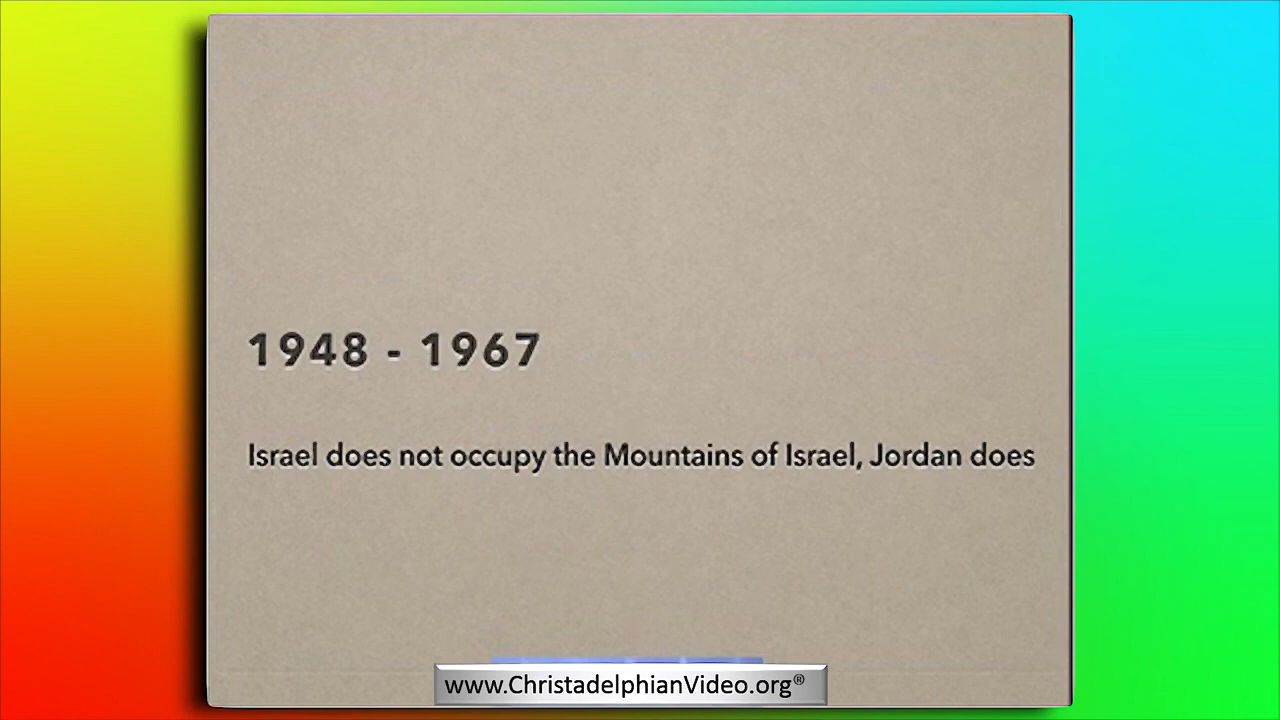 1948 - 1967
Israel does not occupy the Mountains of Israel, Jordan does
www.ChristadelphianVideo.org®